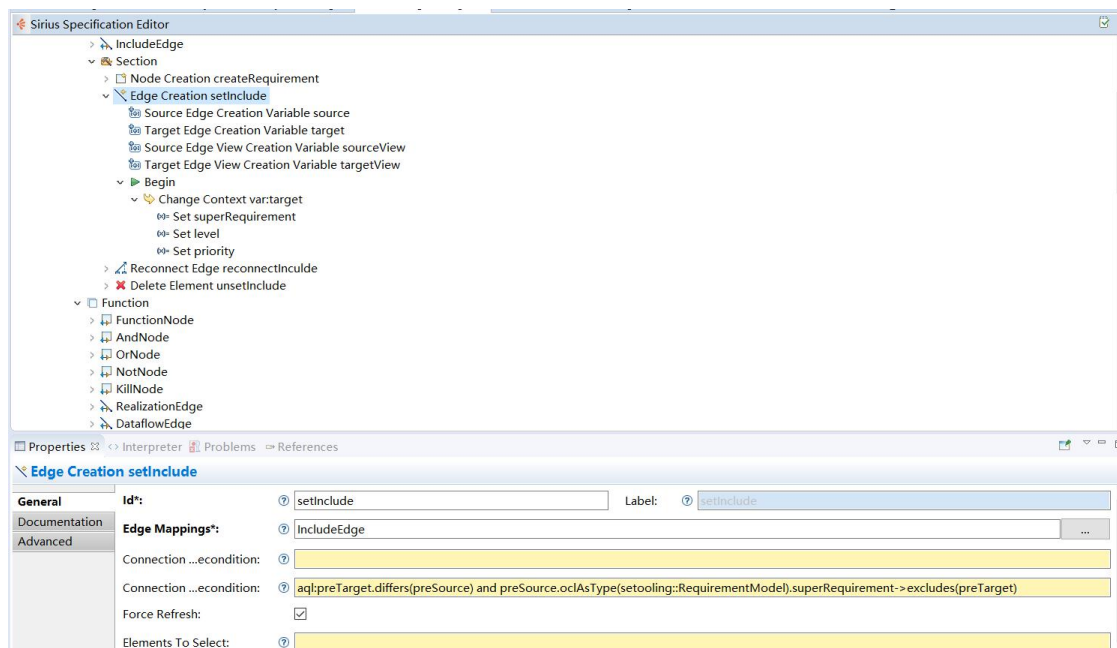 Sirius Specification Editor
IncludeEdge
Section
Node Creation createRequirement
Edge Creation setInclude
Source Edge Creation Variable source
Target Edge Creation Variable target
Source Edge View Creation Variable sourceView
Target Edge View Creation Variable targetView
Begin
Change Context var:target
Set superRequirement
Set level
Set priority
Reconnect Edge reconnectInculde
Delete Element unsetInclude
Function
FunctionNode
AndNode
OrNode
NotNode
KillNode
RealizationEdge
DataflowEdge
Properties Interpreter Problems References
Edge Creation setInclude
General Id*: setInclude Label: setInclude
Documentation Edge Mappings*: IncludeEdge ...
Advanced
Connection ...econdition:
Connection ...econdition: aql:preTarget.differs(preSource) and preSource.oclAsType(setooling::RequirementModel).superRequirement->excludes(preTarget)
Force Refresh:
Elements To Select: